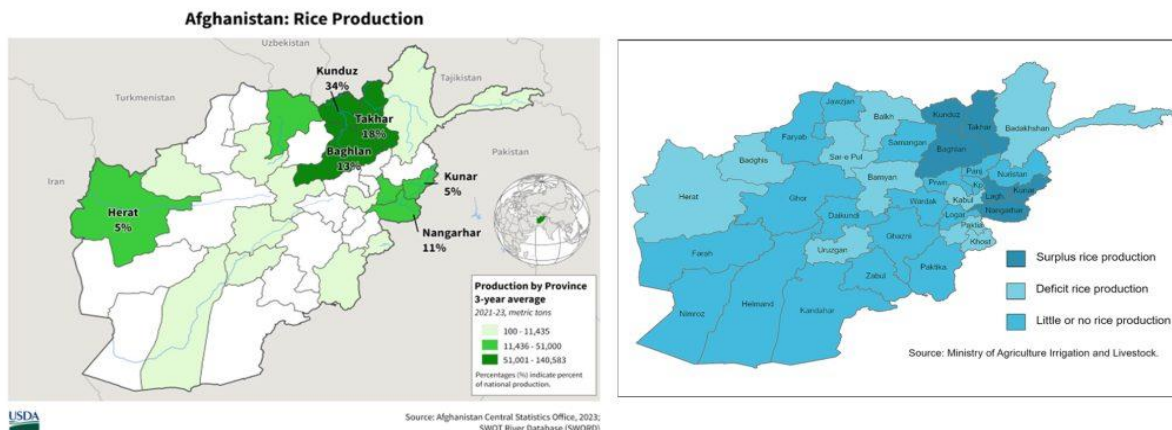 Afghanistan: Rice Production
Uzbekistan
Tajikistan
Turkmenistan
Kunduz
34%
Takhar
18%
Baghlan
13%
Pakistan
Iran
Kunar
5%
Herat
5%
Nangarhar
11%
Production by Province
3-year average
2021-23, metric tons
100 - 11,435
11,436 - 51,000
51,001 - 140,583
Percentages (%) indicate percent
of national production.
USDA
Source: Afghanistan Central Statistics Office, 2023;
SWOT River Database (SWORD)
Jawzjan
Balkh
Kunduz
Takhar
Badakhshan
Faryab
Samangan
Baghlan
Sar-e Pul
Badghis
Panj
Nuristan
Bamyan
Parw.
Kp.
Kunar
Herat
Kabul
Lagh.
Ghor
Wardak
Nangarhar
Daikundi
Logar
Paktia
Ghazni
Khost
Uruzgan
Farah
Paktika
Zabul
Nimroz
Helmand
Kandahar
Surplus rice production
Deficit rice production
Little or no rice production
Source: Ministry of Agriculture Irrigation and Livestock.